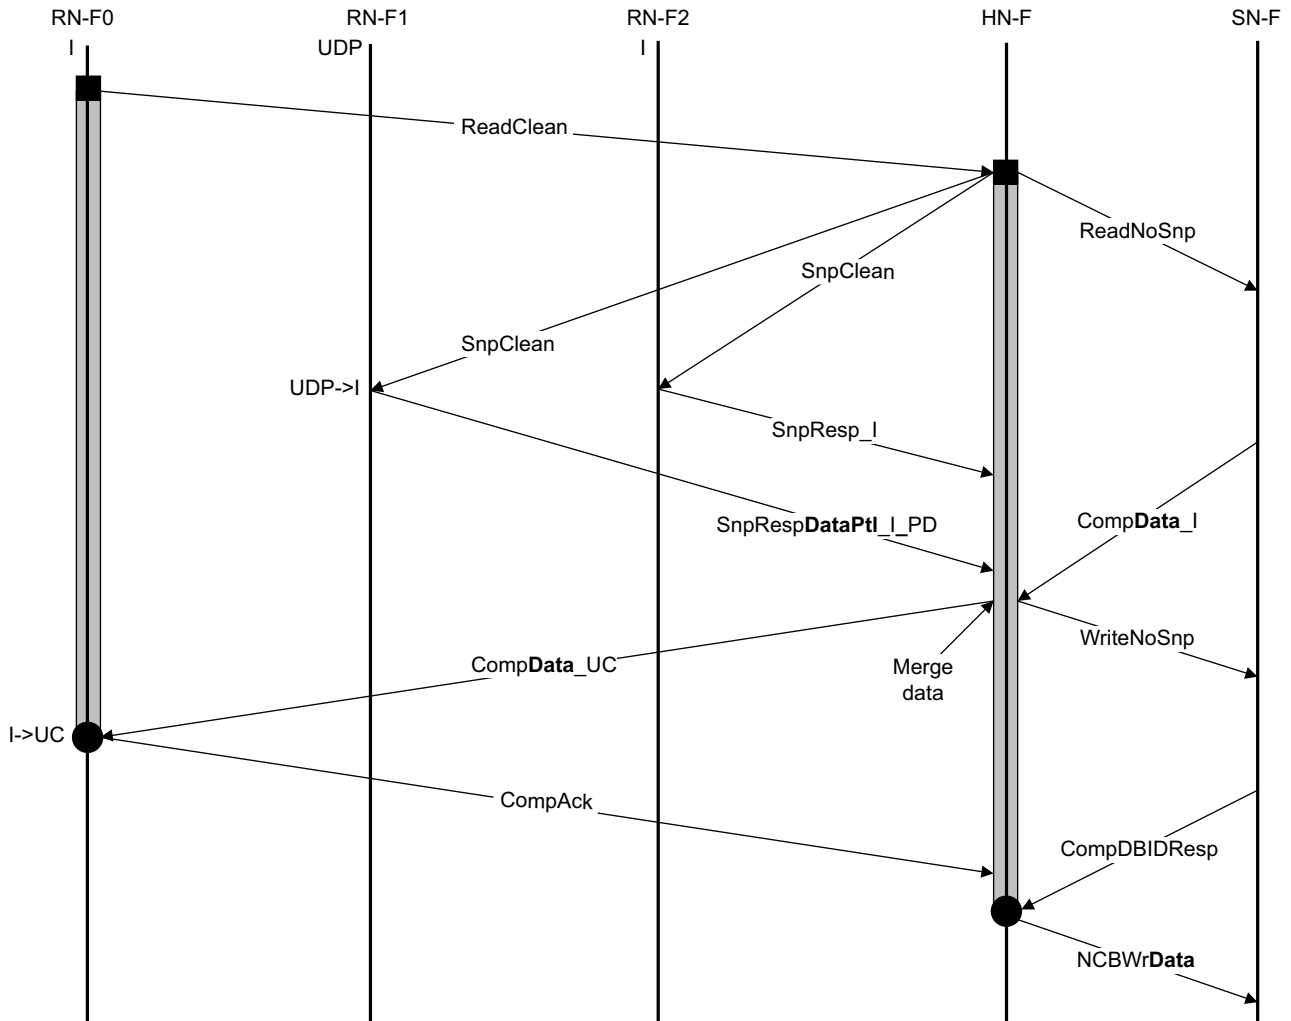 RN-F0 RN-F1 RN-F2 HN-F SN-F
I UDP I
ReadClean
ReadNoSnp
SnpClean
SnpClean
UDP->I
SnpResp_I
SnpRespDataPtl_I_PD
CompData_I
WriteNoSnp
CompData_UC
Merge
data
I->UC
CompAck
CompDBIDResp
NCBWrData